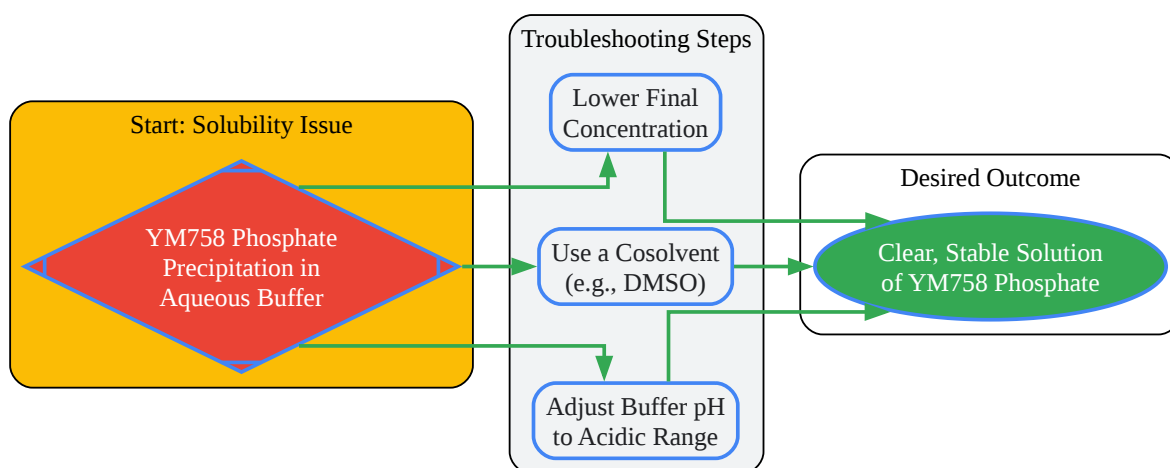 Start: Solubility Issue
YM758 Phosphate
Precipitation in
Aqueous Buffer
Troubleshooting Steps
Lower Final
Concentration
Use a Cosolvent
(e.g., DMSO)
Adjust Buffer pH
to Acidic Range
Desired Outcome
Clear, Stable Solution
of YM758 Phosphate